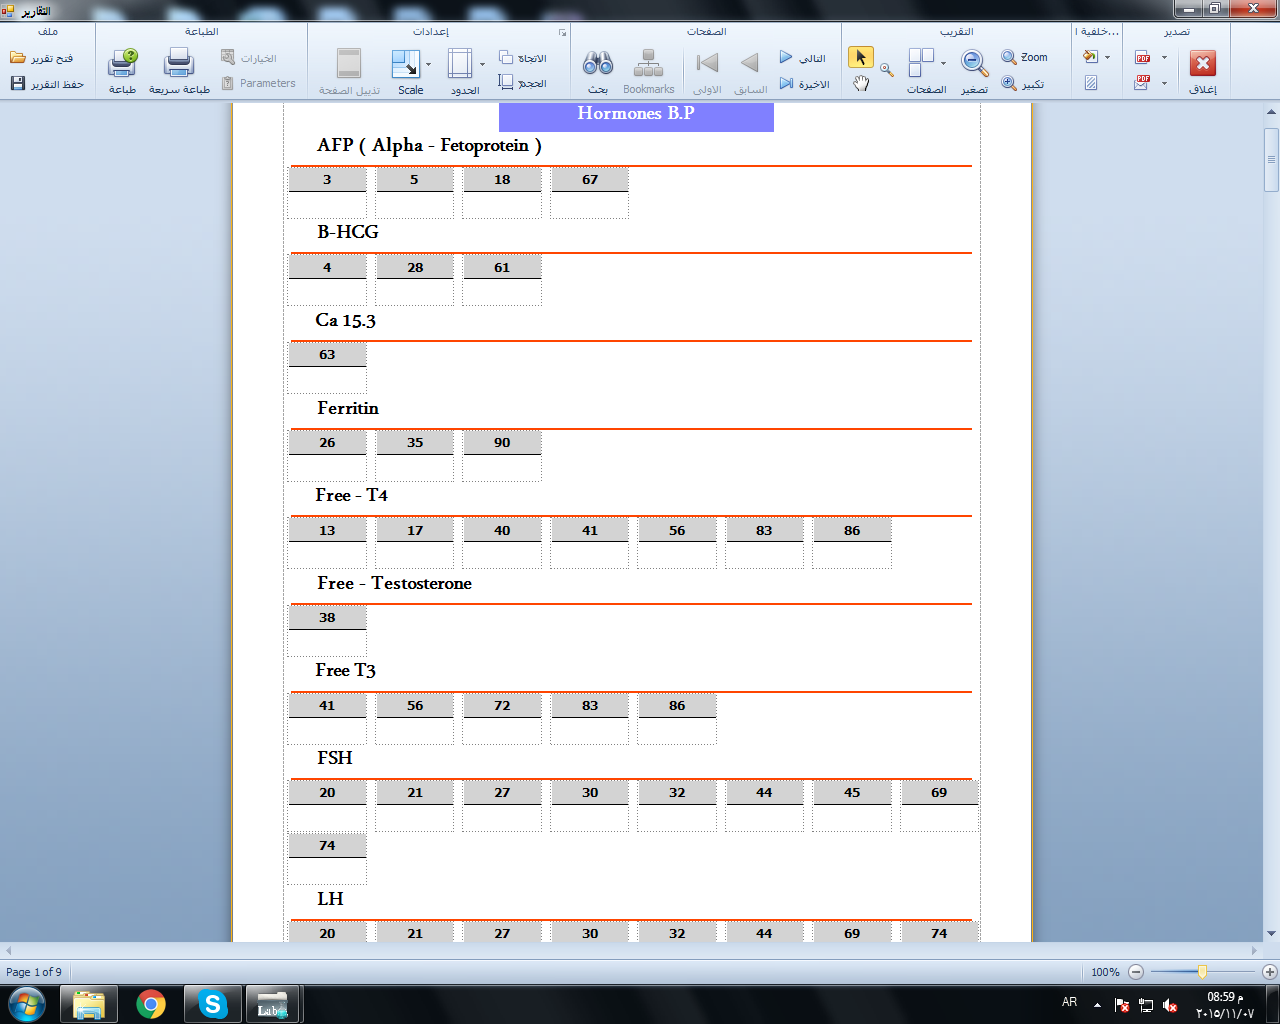 التقارير
ملف
الطباعة
إعدادات
الصفحات
التقريب
خلفية ا...
تصدير
فتح تقرير
حفظ التقرير
طباعة
طباعة سريعة
الخيارات
Parameters
تذييل الصفحة
Scale
الحدود
الاتجاه
الحجم
بحث
Bookmarks
الاولى
السابق
التالي
الاخيرة
الصفحات
تصغير
Zoom
تكبير
إغلاق
Hormones B.P
AFP ( Alpha - Fetoprotein )
3 5 18 67
B-HCG
4 28 61
Ca 15.3
63
Ferritin
26 35 90
Free - T4
13 17 40 41 56 83 86
Free - Testosterone
38
Free T3
41 56 72 83 86
FSH
20 21 27 30 32 44 45 69
74
LH
20 21 27 30 32 44 69 74
Page 1 of 9
100%
Lab
AR
08:59 م
٢٠١٥/١١/٠٧